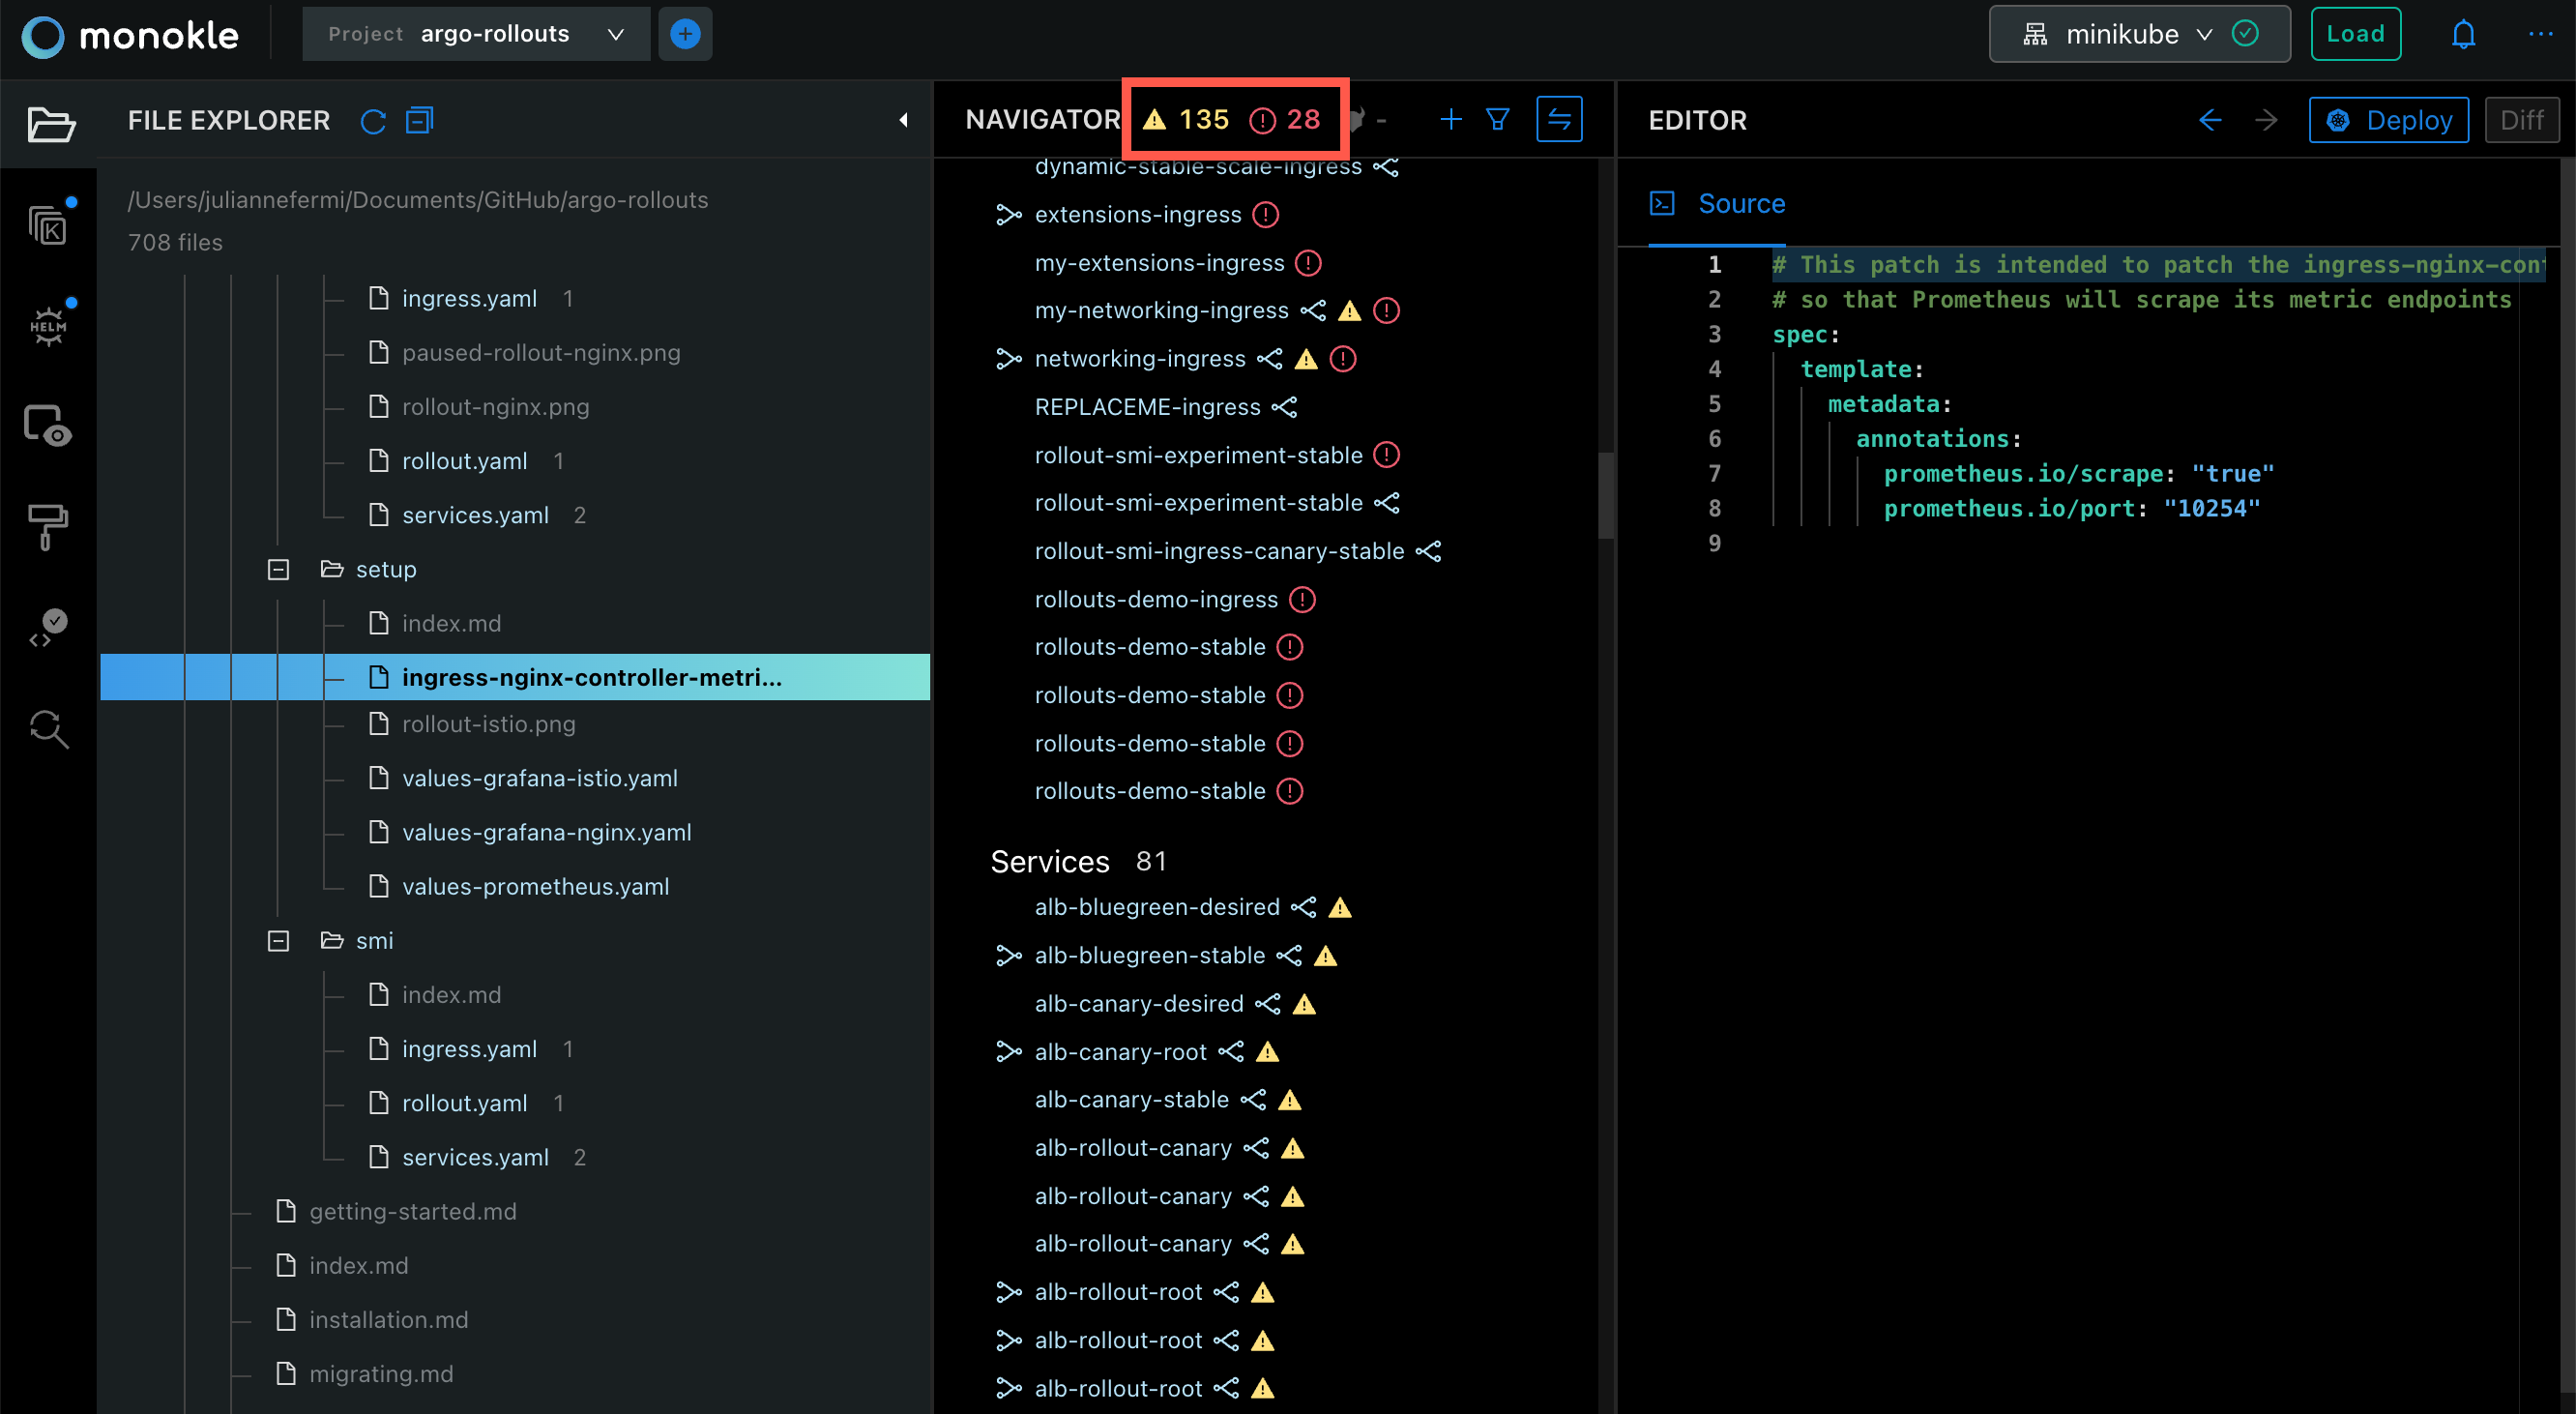 monokle
Project argo-rollouts
minikube
Load
FILE EXPLORER
/Users/juliannefermi/Documents/GitHub/argo-rollouts
708 files
ingress.yaml 1
paused-rollout-nginx.png
rollout-nginx.png
rollout.yaml 1
services.yaml 2
setup
index.md
ingress-nginx-controller-metri...
rollout-istio.png
values-grafana-istio.yaml
values-grafana-nginx.yaml
values-prometheus.yaml
smi
index.md
ingress.yaml 1
rollout.yaml 1
services.yaml 2
getting-started.md
index.md
installation.md
migrating.md
K
HELM
NAVIGATOR 135 28 -
dynamic-stable-scale-ingress
extensions-ingress
my-extensions-ingress
my-networking-ingress
networking-ingress
REPLACEME-ingress
rollout-smi-experiment-stable
rollout-smi-experiment-stable
rollout-smi-ingress-canary-stable
rollouts-demo-ingress
rollouts-demo-stable
rollouts-demo-stable
rollouts-demo-stable
rollouts-demo-stable
Services 81
alb-bluegreen-desired
alb-bluegreen-stable
alb-canary-desired
alb-canary-root
alb-canary-stable
alb-rollout-canary
alb-rollout-canary
alb-rollout-canary
alb-rollout-root
alb-rollout-root
alb-rollout-root
EDITOR
Deploy
Diff
Source
1 # This patch is intended to patch the ingress-nginx-con
2 # so that Prometheus will scrape its metric endpoints
3 spec:
4 template:
5 metadata:
6 annotations:
7 prometheus.io/scrape: "true"
8 prometheus.io/port: "10254"
9